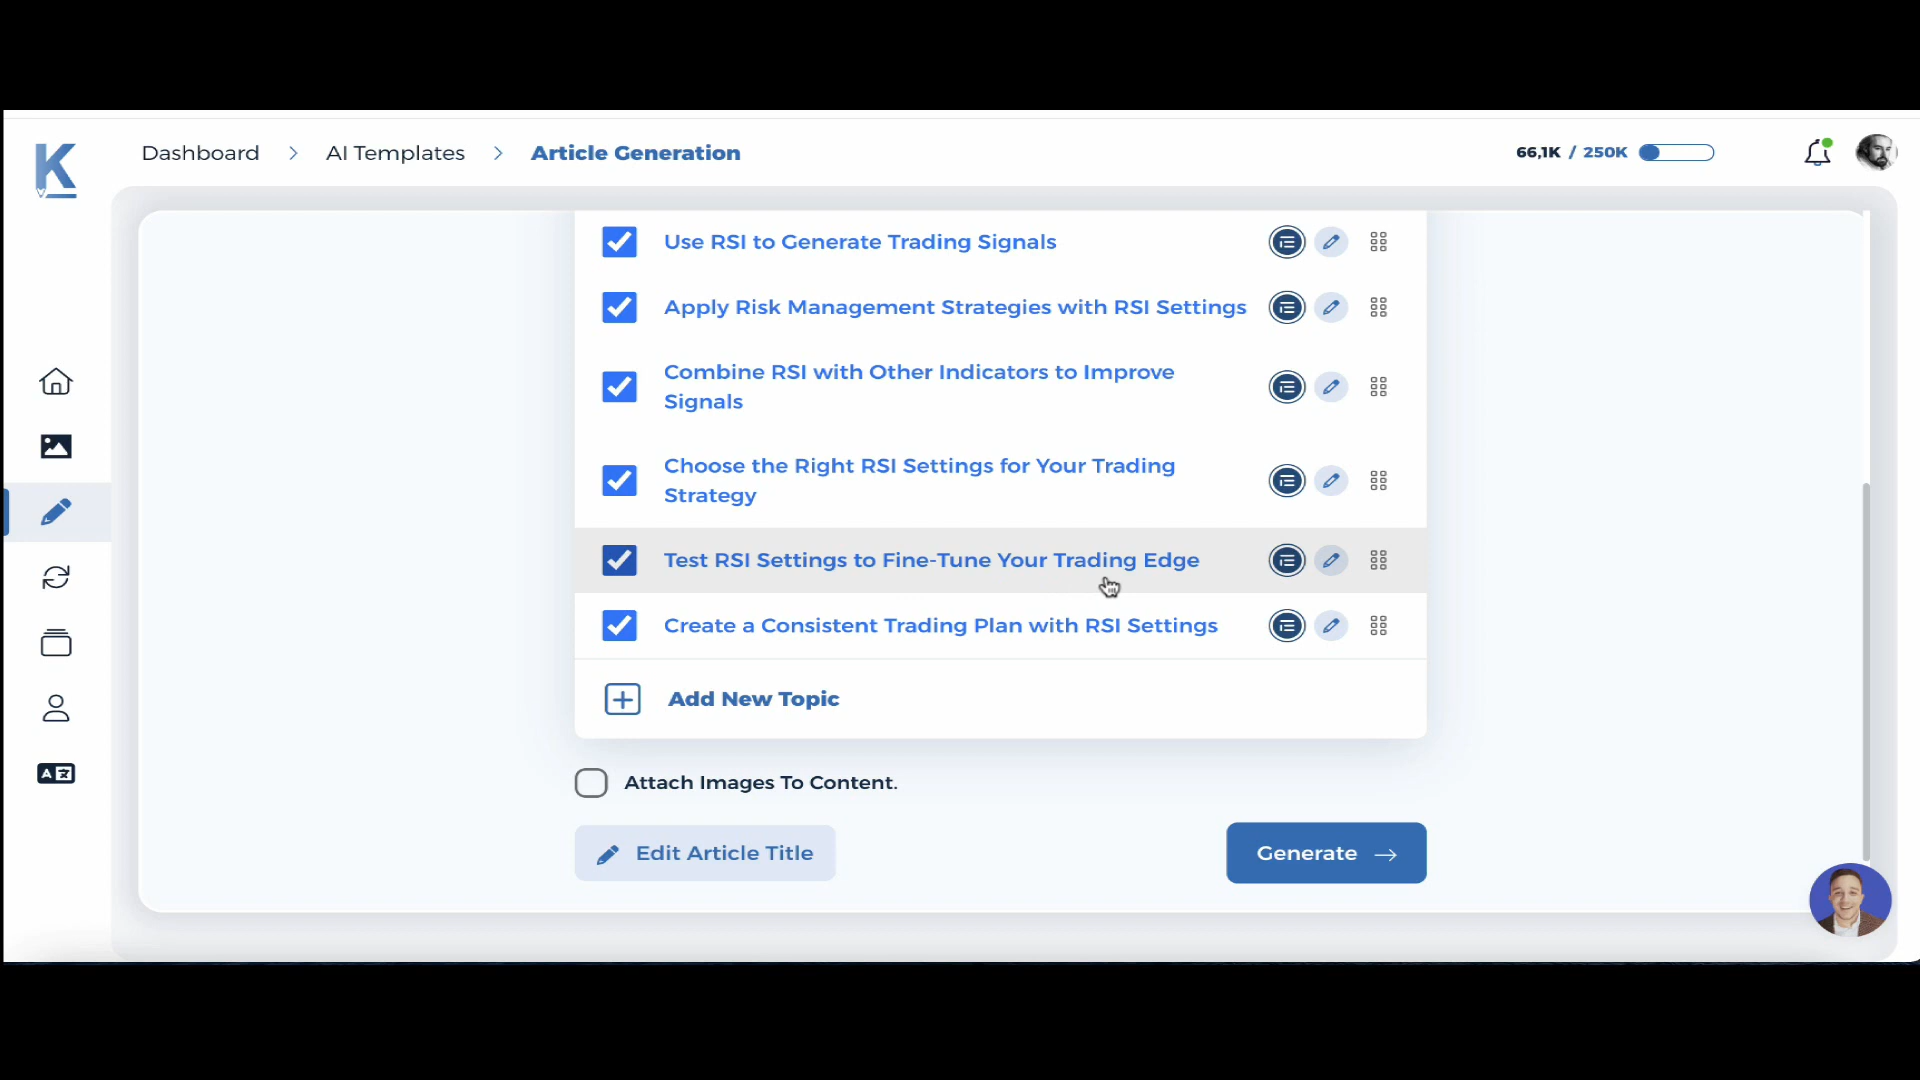 K
Dashboard > AI Templates > Article Generation
66,1K / 250K
Use RSI to Generate Trading Signals
Apply Risk Management Strategies with RSI Settings
Combine RSI with Other Indicators to Improve
Signals
Choose the Right RSI Settings for Your Trading
Strategy
Test RSI Settings to Fine-Tune Your Trading Edge
Create a Consistent Trading Plan with RSI Settings
Add New Topic
A
Attach Images To Content.
Edit Article Title
Generate →